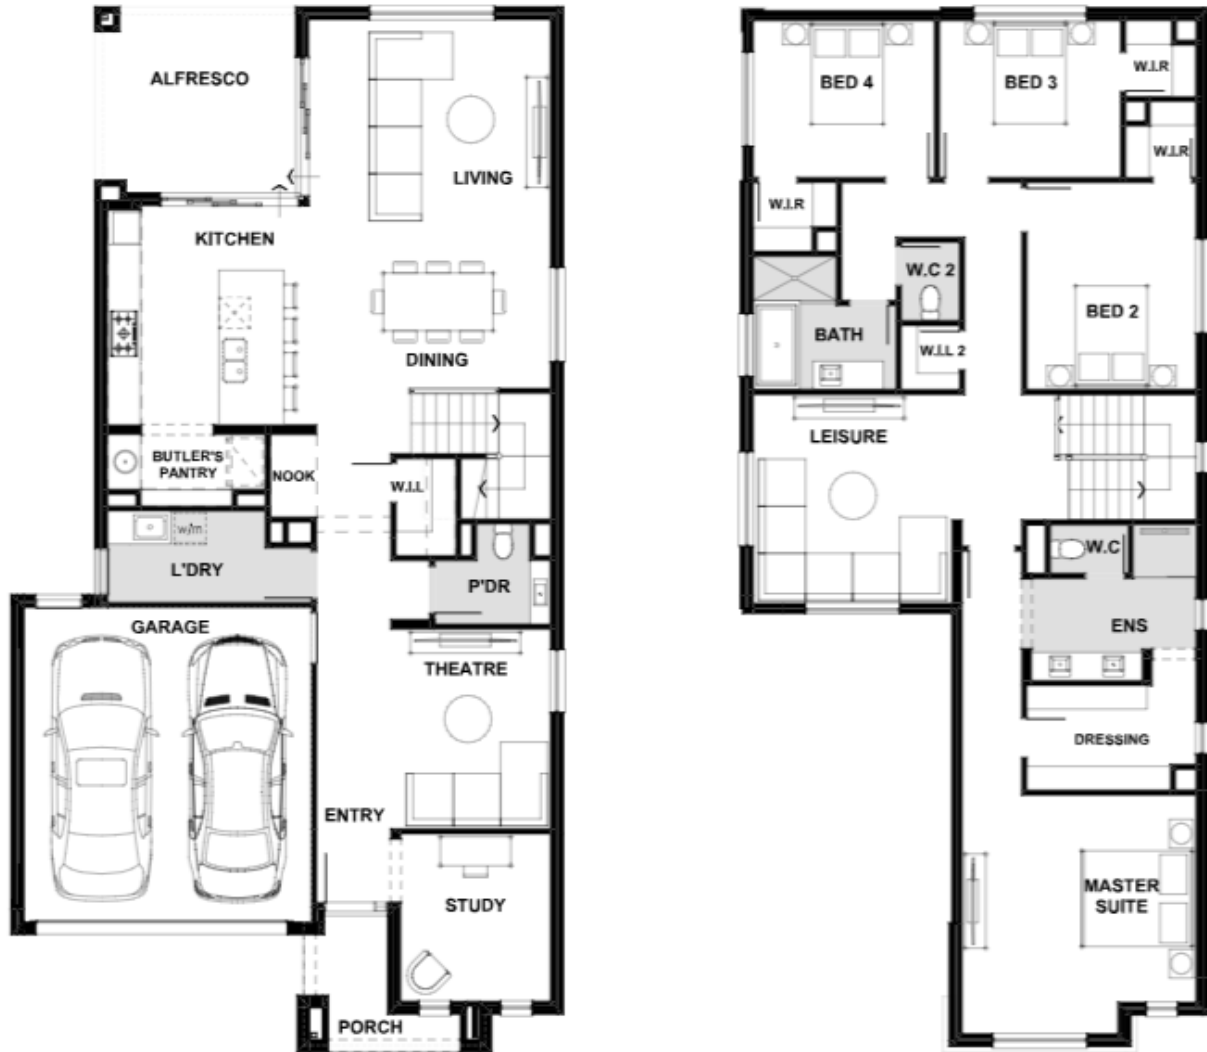 ALFRESCO
LIVING
KITCHEN
DINING
BUTLER'S
PANTRY
NOOK
W.I.L
w/m
L'DRY
P'DR
GARAGE
THEATRE
ENTRY
STUDY
PORCH
BED 4
BED 3
W.I.R
W.I.R
W.I.R
W.C 2
BED 2
BATH
W.I.L 2
LEISURE
W.C
ENS
DRESSING
MASTER
SUITE